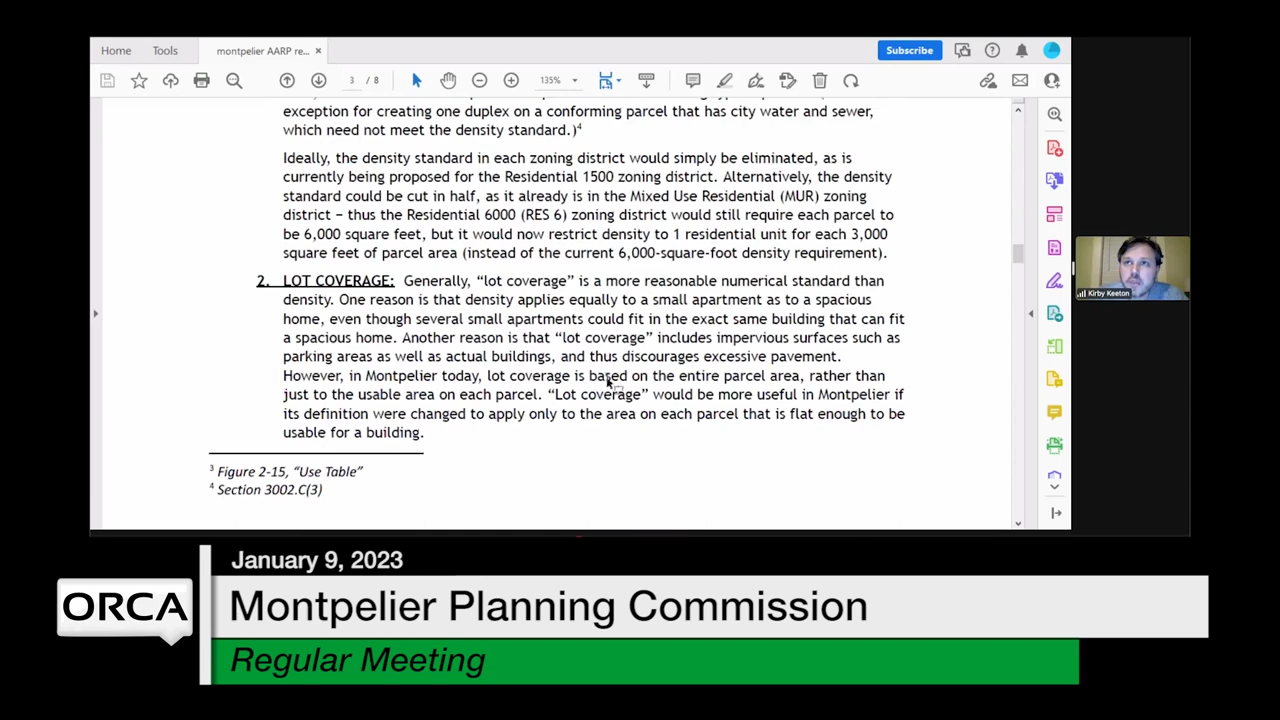 Home Tools montpelier AARP re... × Subscribe
3 / 8 135%
exception for creating one duplex on a conforming parcel that has city water and sewer,
which need not meet the density standard.)4
Ideally, the density standard in each zoning district would simply be eliminated, as is
currently being proposed for the Residential 1500 zoning district. Alternatively, the density
standard could be cut in half, as it already is in the Mixed Use Residential (MUR) zoning
district – thus the Residential 6000 (RES 6) zoning district would still require each parcel to
be 6,000 square feet, but it would now restrict density to 1 residential unit for each 3,000
square feet of parcel area (instead of the current 6,000-square-foot density requirement).
2. LOT COVERAGE: Generally, “lot coverage” is a more reasonable numerical standard than
density. One reason is that density applies equally to a small apartment as to a spacious
home, even though several small apartments could fit in the exact same building that can fit
a spacious home. Another reason is that “lot coverage” includes impervious surfaces such as
parking areas as well as actual buildings, and thus discourages excessive pavement.
However, in Montpelier today, lot coverage is based on the entire parcel area, rather than
just to the usable area on each parcel. “Lot coverage” would be more useful in Montpelier if
its definition were changed to apply only to the area on each parcel that is flat enough to be
usable for a building.
3 Figure 2-15, “Use Table”
4 Section 3002.C(3)
Kirby Keeton
January 9, 2023
ORCA
Montpelier Planning Commission
Regular Meeting